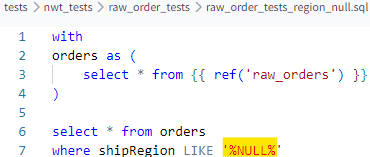 tests > nwt_tests > raw_order_tests > raw_order_tests_region_null.sql
1 with
2 orders as (
3 select * from {{ ref('raw_orders') }}
4 )
5
6 select * from orders
7 where shipRegion LIKE '%NULL%'